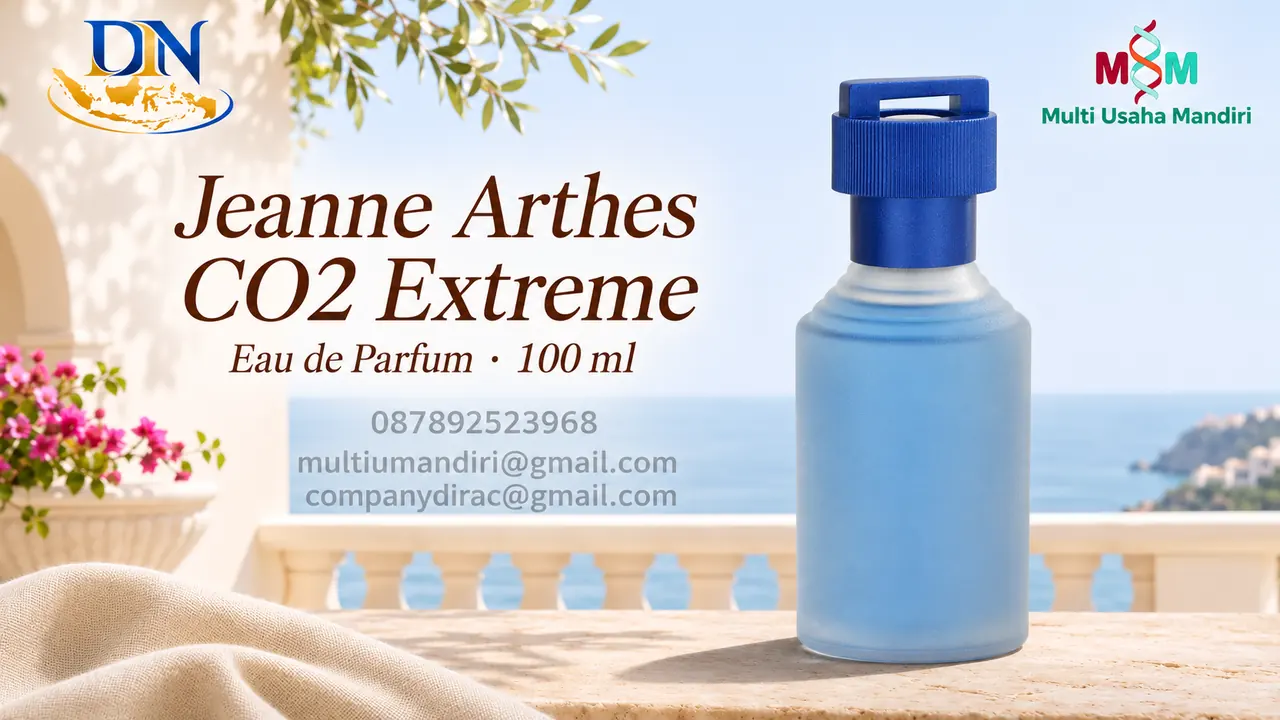 DN
MUM
Multi Usaha Mandiri
Jeanne Arthes
CO2 Extreme
Eau de Parfum · 100 ml
087892523968
multiumandiri@gmail.com
companydirac@gmail.com